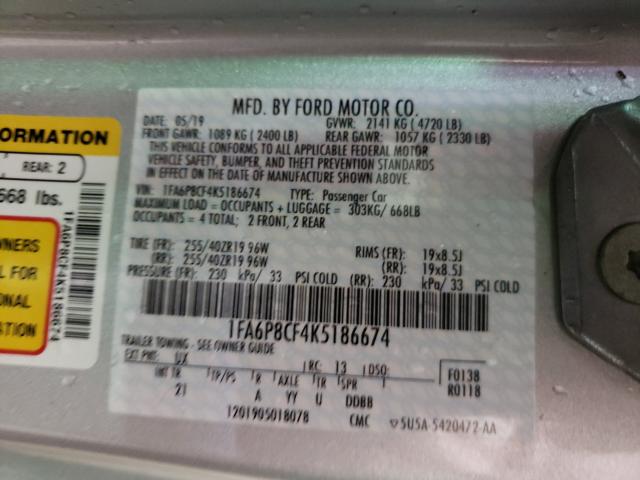 ORMATION
REAR: 2
668 lbs.
WNERS
L FOR
ONAL
ION
1FA6P8CF4K5186674
MFD. BY FORD MOTOR CO.
DATE: 05/19 GVWR: 2141 KG ( 4720 LB)
FRONT GAWR: 1089 KG ( 2400 LB) REAR GAWR: 1057 KG ( 2330 LB)
THIS VEHICLE CONFORMS TO ALL APPLICABLE FEDERAL MOTOR
VEHICLE SAFETY, BUMPER, AND THEFT PREVENTION STANDARDS
IN EFFECT ON THE DATE OF MANUFACTURE SHOWN ABOVE.
VIN: 1FA6P8CF4K5186674 TYPE: Passenger Car
MAXIMUM LOAD = OCCUPANTS + LUGGAGE = 303KG/ 668LB
OCCUPANTS = 4 TOTAL; 2 FRONT, 2 REAR
TIRE (FR): 255/40ZR19 96W RIMS (FR): 19x8.5J
(RR): 255/40ZR19 96W (RR): 19x8.5J
PRESSURE (FR): 230 kPa/ 33 PSI COLD (RR): 230 kPa/ 33 PSI COLD
1FA6P8CF4K5186674
TRAILER TOWING - SEE OWNER GUIDE
EXT PNT: UX RC: 13 DSO: F0138
INT TR TP/PS R AXLE TR SPR R0118
2J A YY U DDBB
1201905018078 CMC 5U5A-5420472-AA